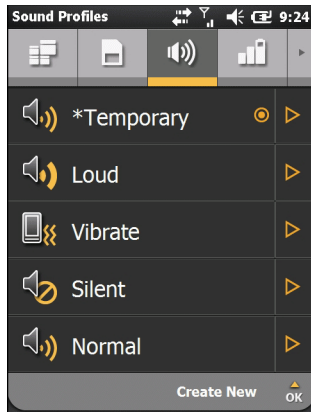 Sound Profiles 9:24
*Temporary
Loud
Vibrate
Silent
Normal
Create New OK